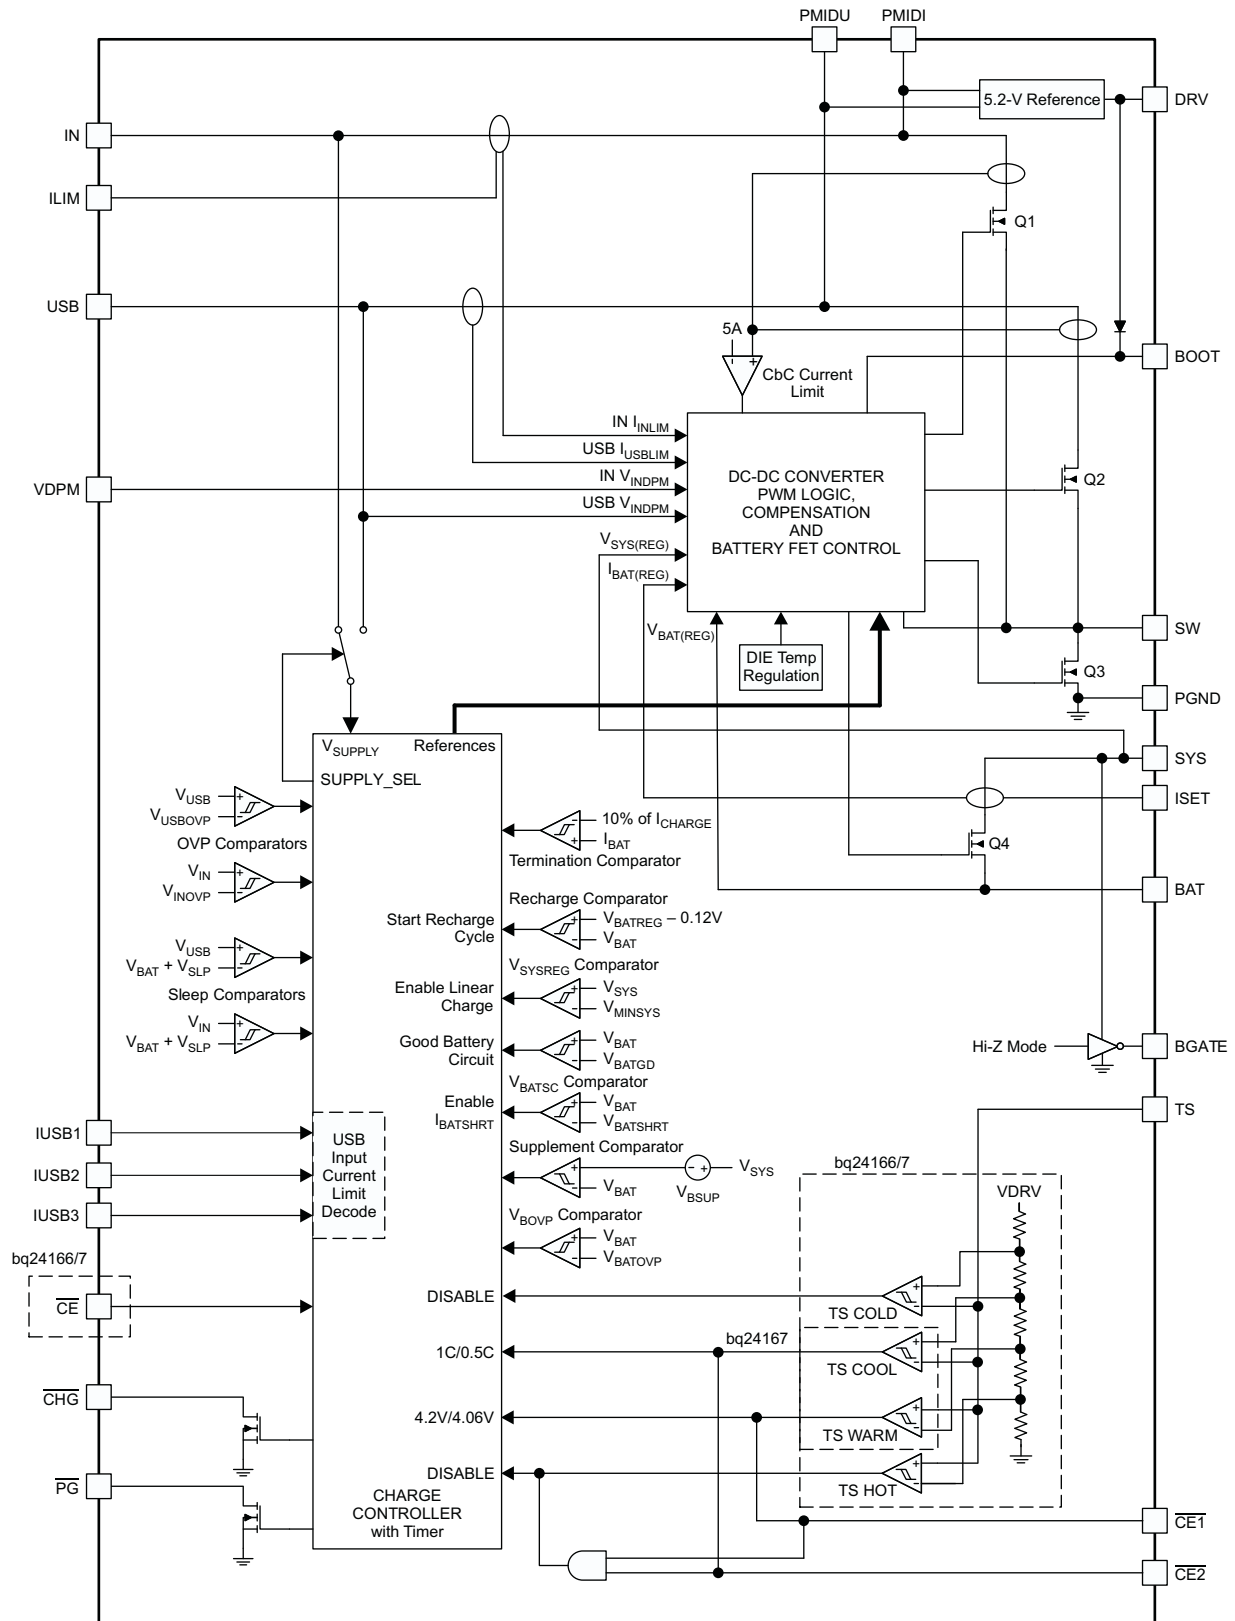 PMIDU
PMIDI
5.2-V Reference
DRV
IN
ILIM
Q1
USB
5A
BOOT
CbC Current
Limit
IN I_INLIM
USB I_USBLIM
VDPM
IN V_INDPM
USB V_INDPM
DC-DC CONVERTER
PWM LOGIC,
COMPENSATION
AND
BATTERY FET CONTROL
Q2
V_SYS(REG)
I_BAT(REG)
V_BAT(REG)
DIE Temp
Regulation
SW
Q3
PGND
V_SUPPLY
References
SYS
SUPPLY_SEL
V_USB
V_USBOVP
ISET
OVP Comparators
10% of I_CHARGE
I_BAT
Termination Comparator
Q4
V_IN
V_INOVP
BAT
Recharge Comparator
Start Recharge
Cycle
V_BATREG – 0.12V
V_BAT
V_USB
V_BAT + V_SLP
Sleep Comparators
V_SYSREG Comparator
Enable Linear
Charge
V_SYS
V_MINSYS
V_IN
V_BAT + V_SLP
Good Battery
Circuit
V_BAT
V_BATGD
Hi-Z Mode
BGATE
V_BATSC Comparator
Enable
I_BATSHRT
V_BAT
V_BATSHRT
TS
IUSB1
IUSB2
IUSB3
USB
Input
Current
Limit
Decode
Supplement Comparator
V_BAT
- +
V_SYS
V_BSUP
bq24166/7
VDRV
V_BOVP Comparator
V_BAT
V_BATOVP
bq24166/7
CE
DISABLE
TS COLD
bq24167
1C/0.5C
TS COOL
CHG
4.2V/4.06V
TS WARM
PG
DISABLE
TS HOT
CHARGE
CONTROLLER
with Timer
CE1
CE2